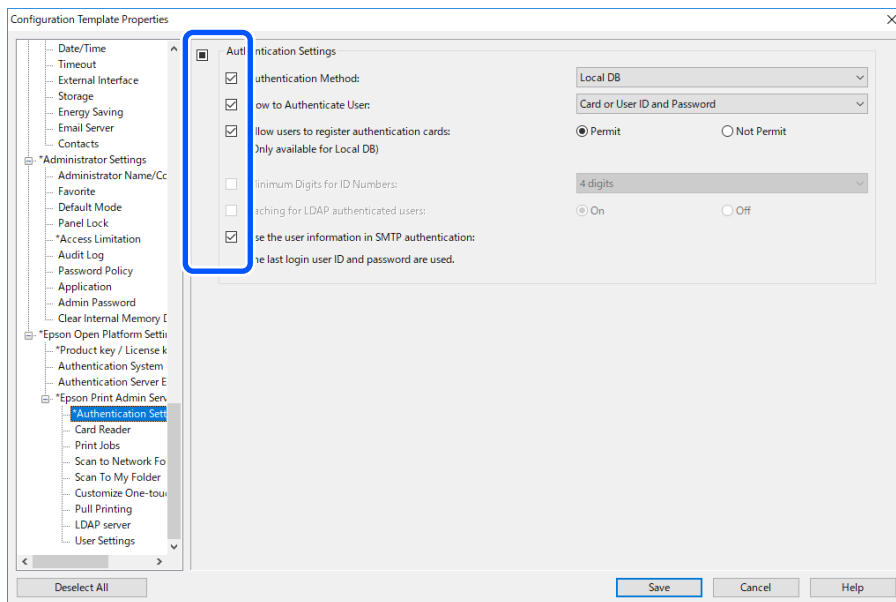 Configuration Template Properties
Date/Time
Timeout
External Interface
Storage
Energy Saving
Email Server
Contacts
*Administrator Settings
Administrator Name/Co
Favorite
Default Mode
Panel Lock
*Access Limitation
Audit Log
Password Policy
Application
Admin Password
Clear Internal Memory D
*Epson Open Platform Settin
*Product key / License k
Authentication System
Authentication Server E
*Epson Print Admin Serv
*Authentication Sett
Card Reader
Print Jobs
Scan to Network Fo
Scan To My Folder
Customize One-tou
Pull Printing
LDAP server
User Settings
Authentication Settings
uthentication Method: Local DB
ow to Authenticate User: Card or User ID and Password
llow users to register authentication cards: Permit Not Permit
Only available for Local DB)
inimum Digits for ID Numbers: 4 digits
aching for LDAP authenticated users: On Off
se the user information in SMTP authentication:
he last login user ID and password are used.
Deselect All Save Cancel Help